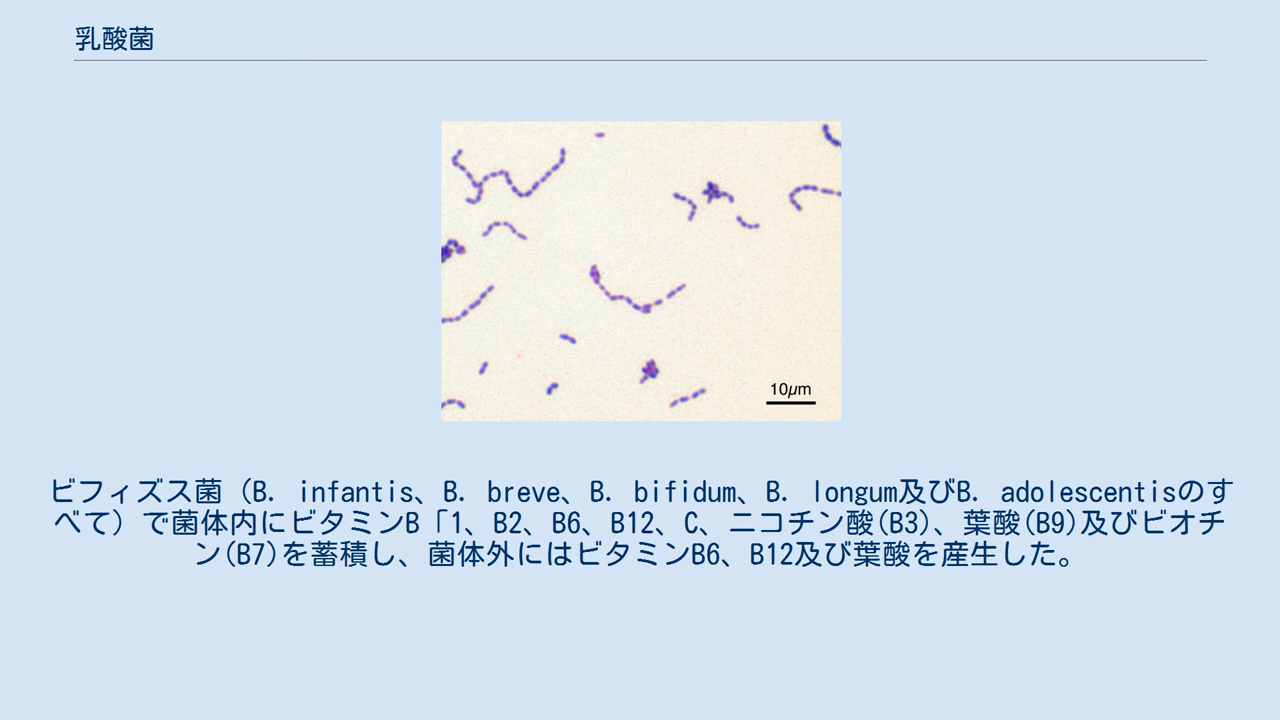 乳酸菌
10µm
ビフィズス菌（B. infantis、B. breve、B. bifidum、B. longum及びB. adolescentisのす
べて）で菌体内にビタミンB「1、B2、B6、B12、C、ニコチン酸(B3)、葉酸(B9)及びビオチ
ン(B7)を蓄積し、菌体外にはビタミンB6、B12及び葉酸を産生した。